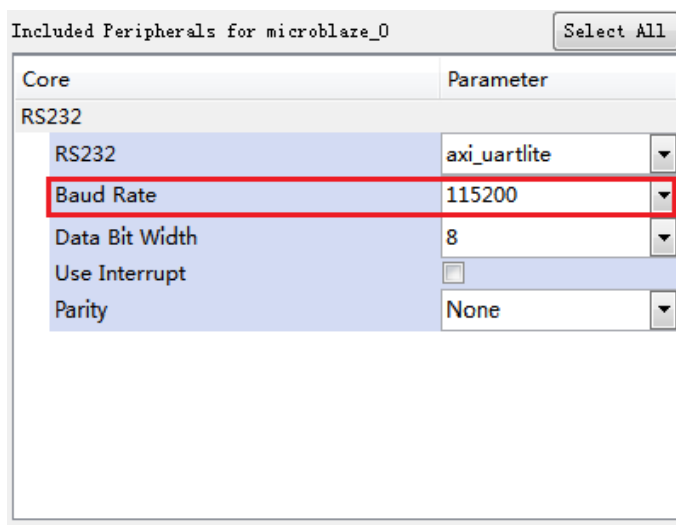 Included Peripherals for microblaze_0 Select All
Core Parameter
RS232
RS232 axi_uartlite
Baud Rate 115200
Data Bit Width 8
Use Interrupt
Parity None